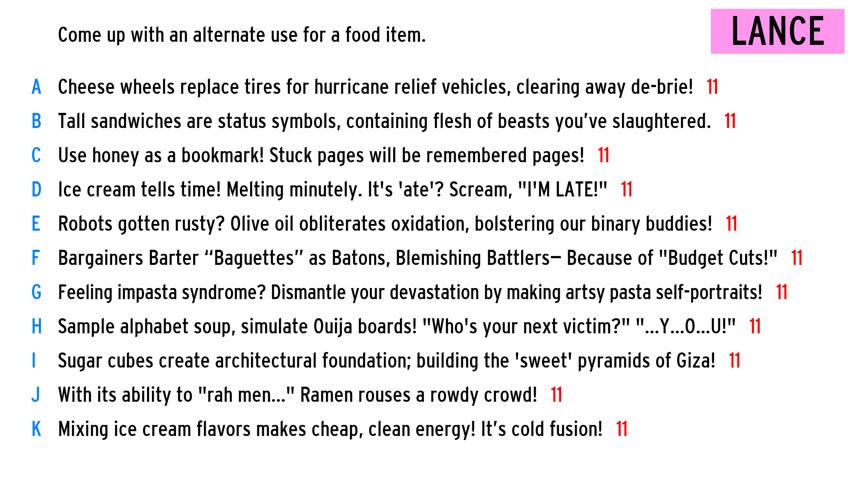 Come up with an alternate use for a food item.
LANCE
A Cheese wheels replace tires for hurricane relief vehicles, clearing away de-brie! 11
B Tall sandwiches are status symbols, containing flesh of beasts you've slaughtered. 11
C Use honey as a bookmark! Stuck pages will be remembered pages! 11
D Ice cream tells time! Melting minutely. It's 'ate'? Scream, "I'M LATE!" 11
E Robots gotten rusty? Olive oil obliterates oxidation, bolstering our binary buddies! 11
F Bargainers Barter “Baguettes” as Batons, Blemishing Battlers— Because of "Budget Cuts!" 11
G Feeling impasta syndrome? Dismantle your devastation by making artsy pasta self-portraits! 11
H Sample alphabet soup, simulate Ouija boards! "Who's your next victim?" "...Y...O...U!" 11
I Sugar cubes create architectural foundation; building the 'sweet' pyramids of Giza! 11
J With its ability to "rah men..." Ramen rouses a rowdy crowd! 11
K Mixing ice cream flavors makes cheap, clean energy! It’s cold fusion! 11